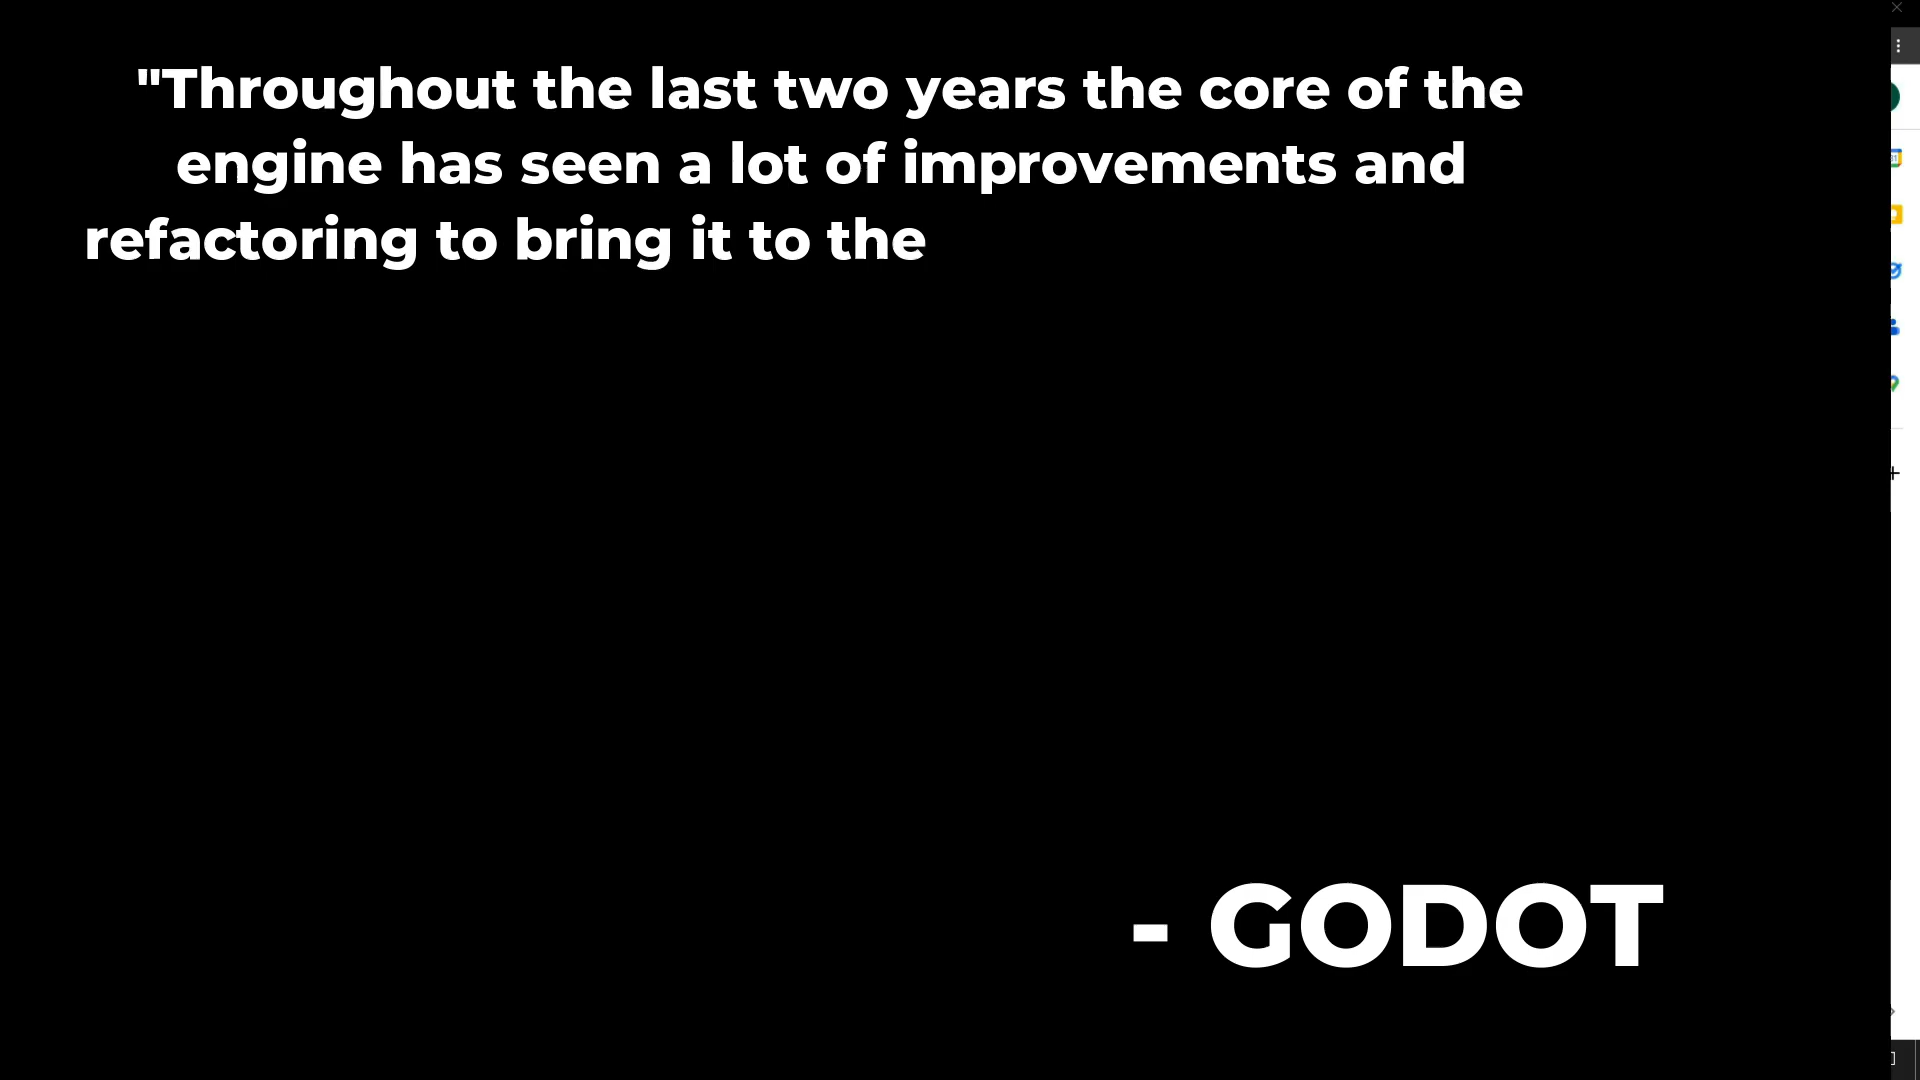 "Throughout the last two years the core of the
engine has seen a lot of improvements and
refactoring to bring it to the
- GODOT